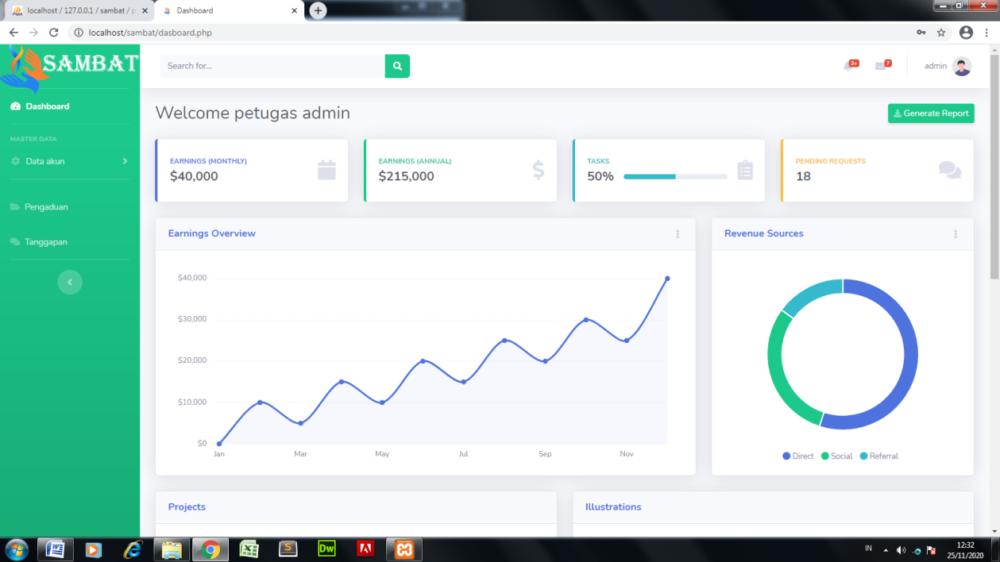 localhost / 127.0.0.1 / sambat / p
Dashboard
localhost/sambat/dasboard.php
SAMBAT
Search for...
3+
7
admin
Dashboard
MASTER DATA
Data akun
Pengaduan
Tanggapan
Welcome petugas admin
Generate Report
EARNINGS (MONTHLY)
$40,000
EARNINGS (ANNUAL)
$215,000
TASKS
50%
PENDING REQUESTS
18
Earnings Overview
$40,000
$30,000
$20,000
$10,000
$0
Jan Mar May Jul Sep Nov
Revenue Sources
Direct Social Referral
Projects
Illustrations
Dw
IN
12:32
25/11/2020